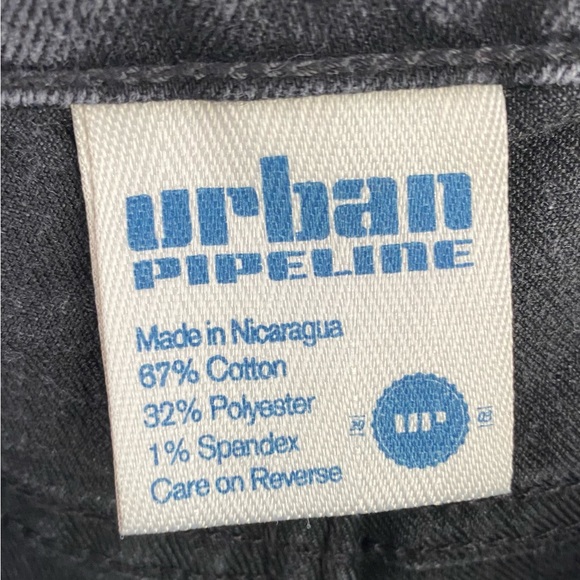 urban
PIPELINE
Made in Nicaragua
67% Cotton
32% Polyester
1% Spandex
Care on Reverse
UP